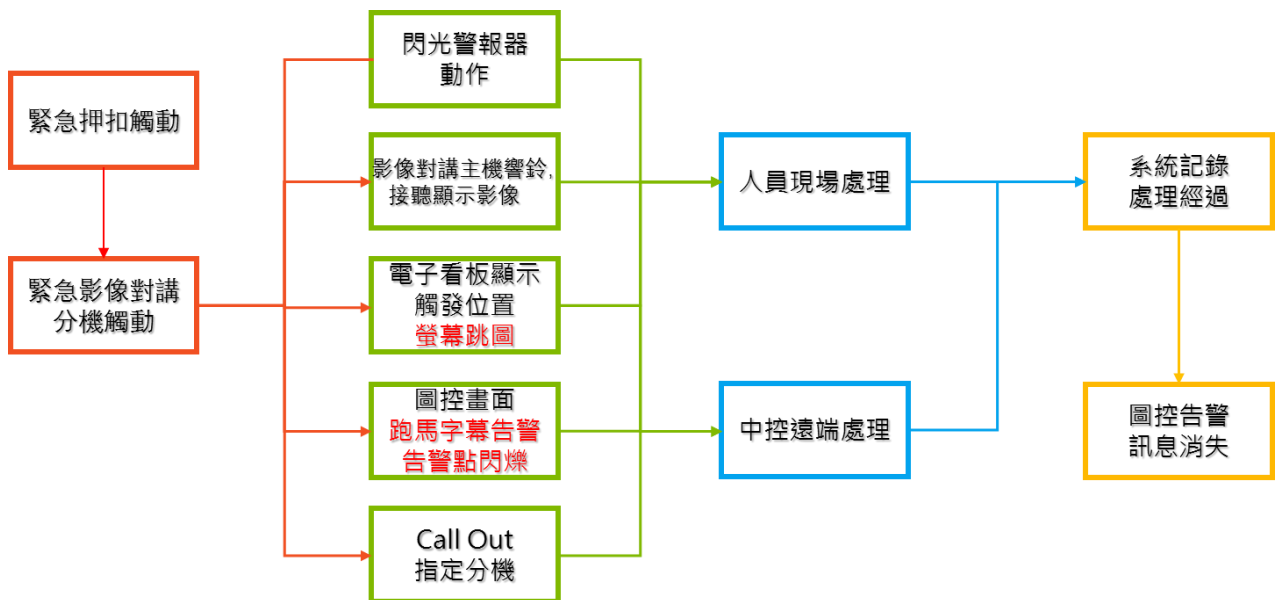 緊急押扣觸動
緊急影像對講
分機觸動
閃光警報器
動作
影像對講主機響鈴,
接聽顯示影像
電子看板顯示
觸發位置
螢幕跳圖
圖控畫面
跑馬字幕告警
告警點閃爍
Call Out
指定分機
人員現場處理
中控遠端處理
系統記錄
處理經過
圖控告警
訊息消失